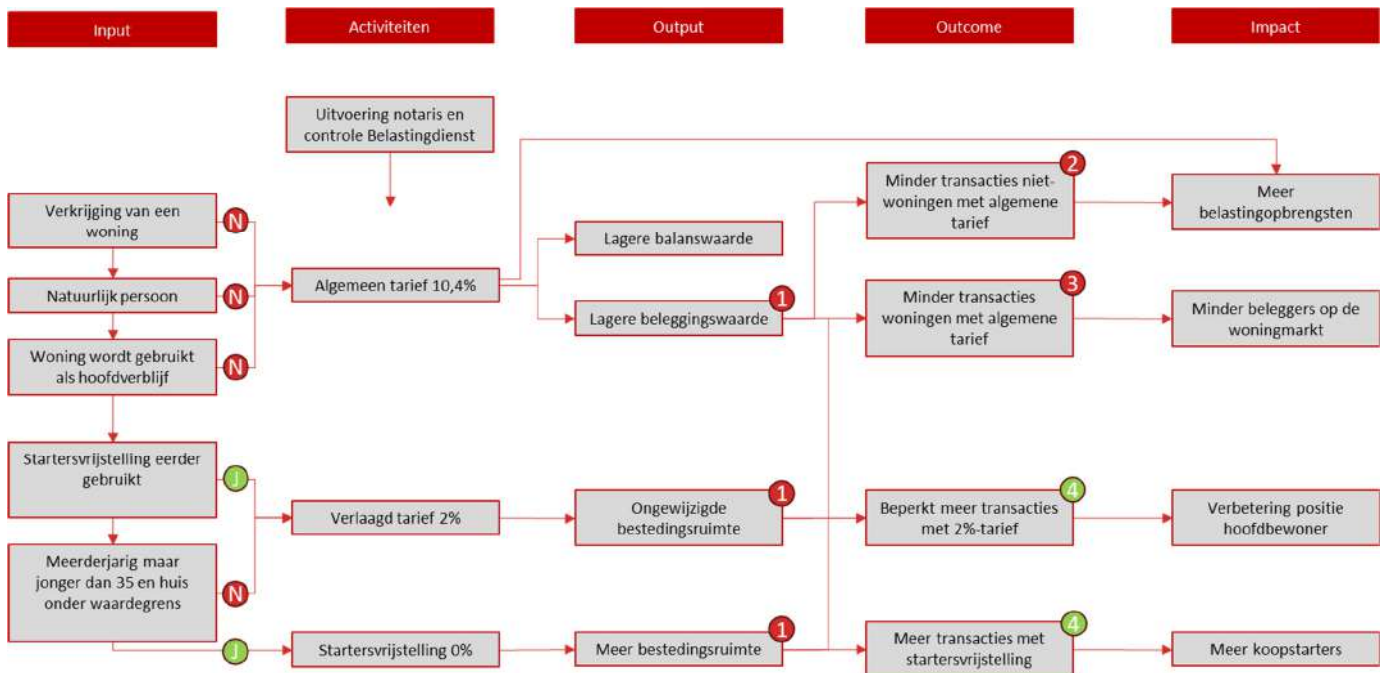 Input
Activiteiten
Output
Outcome
Impact
Uitvoering notaris en
controle Belastingdienst
Verkrijging van een
woning
N
Natuurlijk persoon
N
Woning wordt gebruikt
als hoofdverblijf
N
Algemeen tarief 10,4%
Lagere balanswaarde
Lagere beleggingswaarde
1
Minder transacties niet-
woningen met algemene
tarief
2
Meer
belastingopbrengsten
Minder transacties
woningen met algemene
tarief
3
Minder beleggers op de
woningmarkt
Startersvrijstelling eerder
gebruikt
J
Verlaagd tarief 2%
Ongewijzigde
bestedingsruimte
1
Beperkt meer transacties
met 2%-tarief
4
Verbetering positie
hoofdbewoner
Meerderjarig maar
jonger dan 35 en huis
onder waardegrens
N
J
Startersvrijstelling 0%
Meer bestedingsruimte
1
Meer transacties met
startersvrijstelling
4
Meer koopstarters